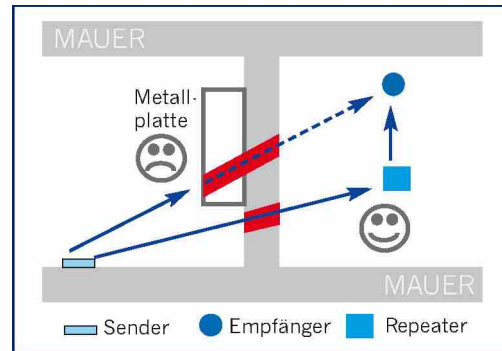 MAUER
Metall-
platte
MAUER
Sender
Empfänger
Repeater